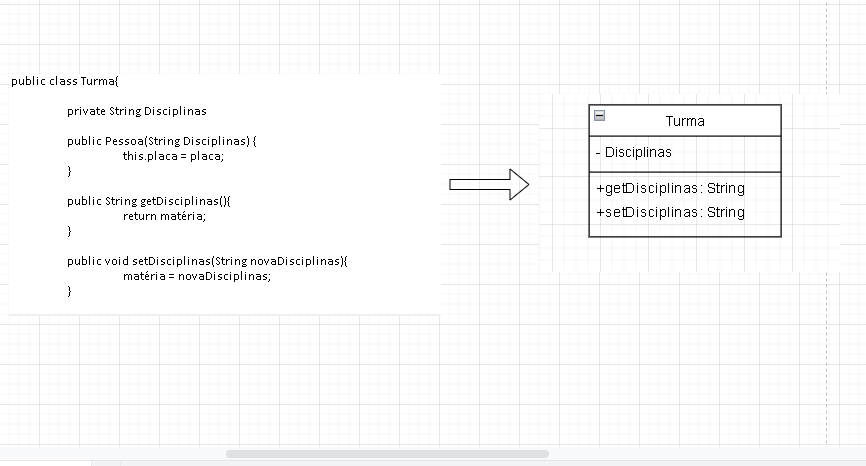 public class Turma{
private String Disciplinas
public Pessoa(String Disciplinas) {
this.placa = placa;
}
public String getDisciplinas(){
return matéria;
}
public void setDisciplinas(String novaDisciplinas){
matéria = novaDisciplinas;
}
Turma
- Disciplinas
+getDisciplinas: String
+setDisciplinas: String